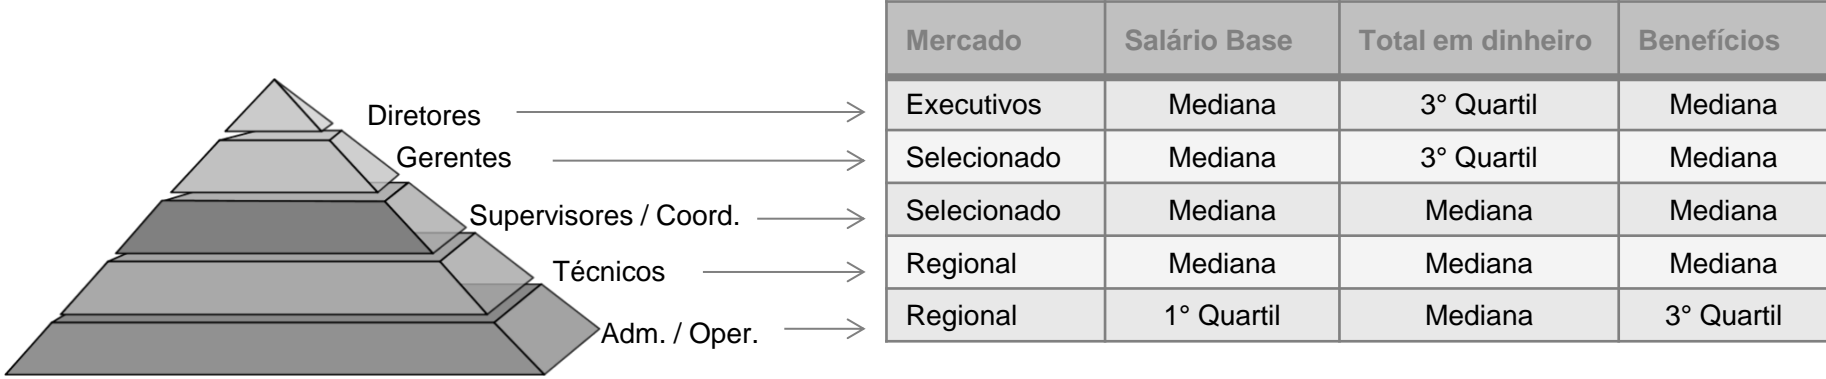 Mercado Salário Base Total em dinheiro Benefícios
Diretores Executivos Mediana 3° Quartil Mediana
Gerentes Selecionado Mediana 3° Quartil Mediana
Supervisores / Coord. Selecionado Mediana Mediana Mediana
Técnicos Regional Mediana Mediana Mediana
Adm. / Oper. Regional 1° Quartil Mediana 3° Quartil